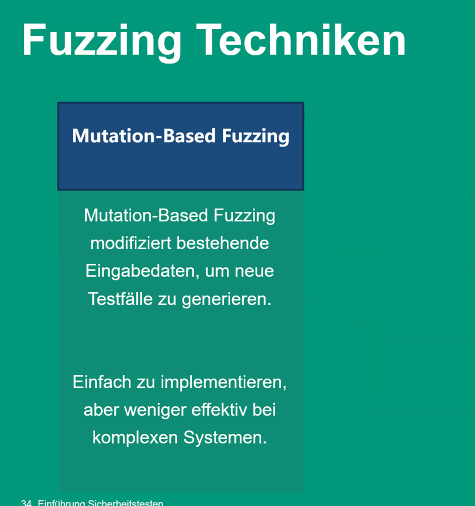 Fuzzing Techniken
Mutation-Based Fuzzing
Mutation-Based Fuzzing
modifiziert bestehende
Eingabedaten, um neue
Testfälle zu generieren.
Einfach zu implementieren,
aber weniger effektiv bei
komplexen Systemen.
34 Einführung Sicherheitstesten